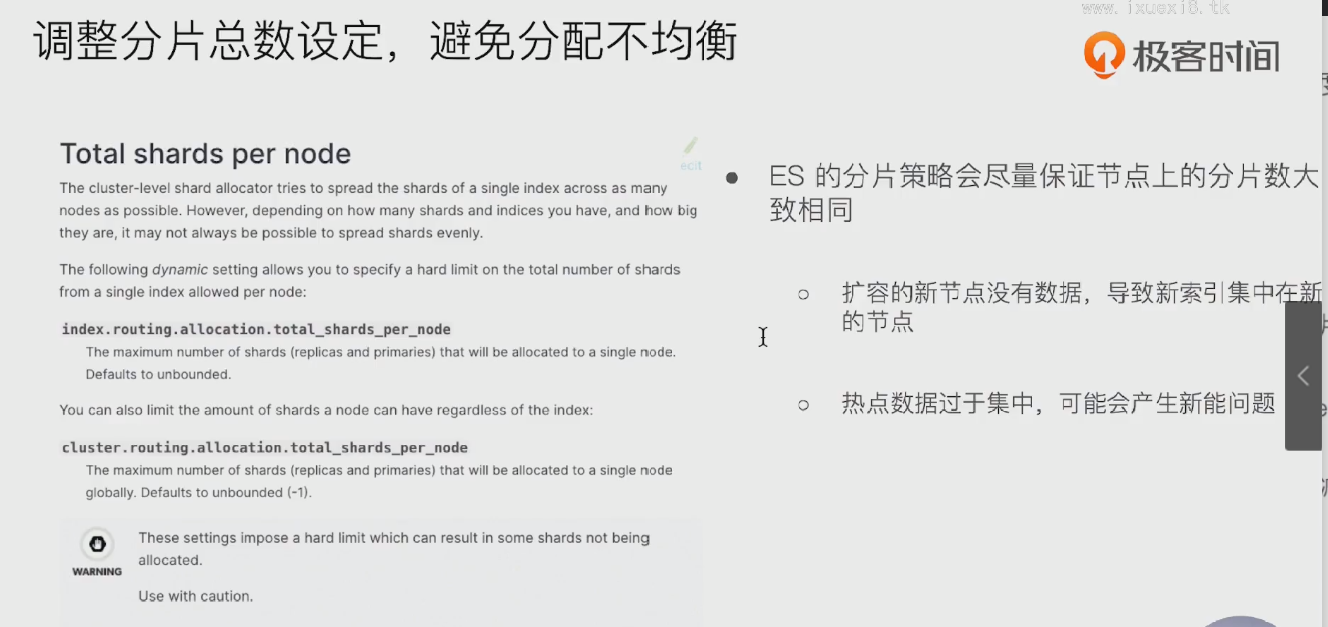 www. ixuexi8. tk
调整分片总数设定，避免分配不均衡
极客时间
Total shards per node
ecit
The cluster-level shard allocator tries to spread the shards of a single index across as many
nodes as possible. However, depending on how many shards and indices you have, and how big
they are, it may not always be possible to spread shards evenly.
The following dynamic setting allows you to specify a hard limit on the total number of shards
from a single index allowed per node:
index.routing.allocation.total_shards_per_node
The maximum number of shards (replicas and primaries) that will be allocated to a single node.
Defaults to unbounded.
You can also limit the amount of shards a node can have regardless of the index:
cluster.routing.allocation.total_shards_per_node
The maximum number of shards (replicas and primaries) that will be allocated to a single node
globally. Defaults to unbounded (-1).
WARNING
These settings impose a hard limit which can result in some shards not being
allocated.
Use with caution.
ES 的分片策略会尽量保证节点上的分片数大
致相同
扩容的新节点没有数据，导致新索引集中在新
的节点
热点数据过于集中，可能会产生新能问题